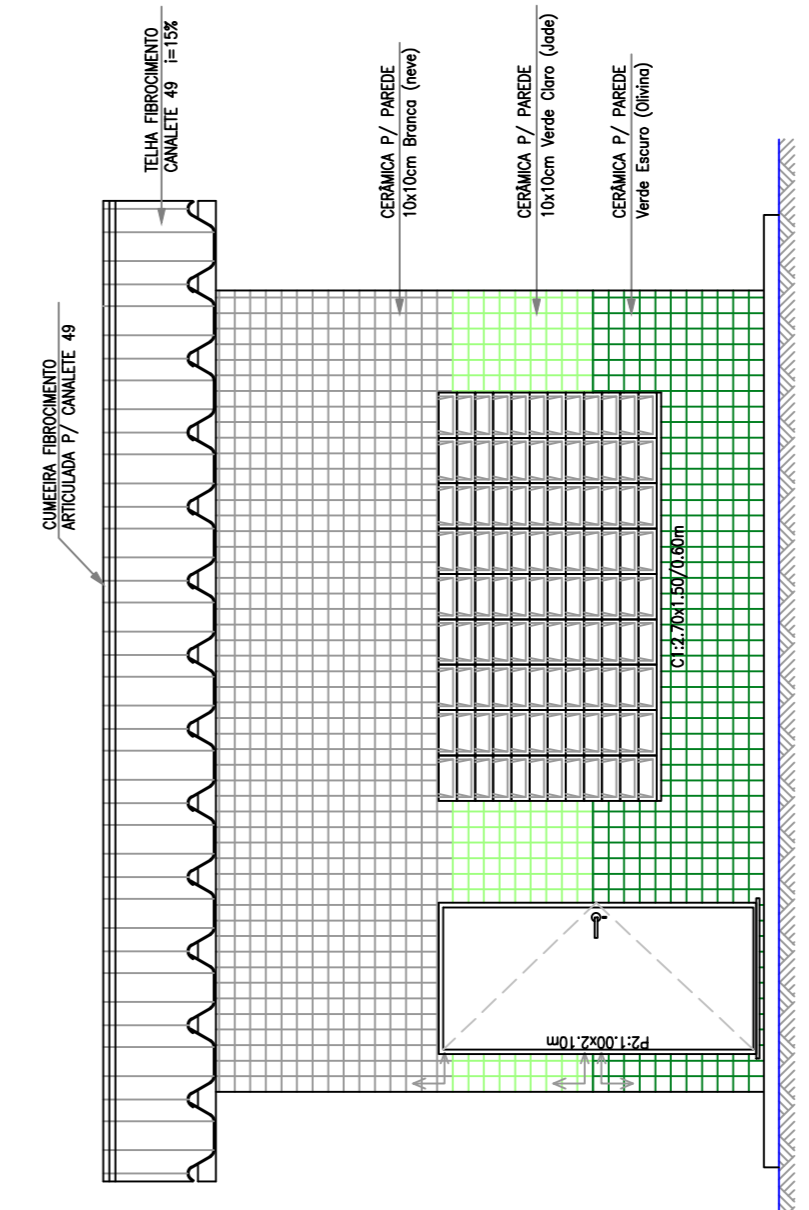 CUMEEIRA FIBROCIMENTO
ARTICULADA P/ CANALETE 49
TELHA FIBROCIMENTO
CANALETE 49 i=15%
CERÂMICA P/ PAREDE
10x10cm Branca (neve)
CERÂMICA P/ PAREDE
10x10cm Verde Claro (Jade)
CERÂMICA P/ PAREDE
Verde Escuro (Olivina)
C1:2.70x1.50/0.60m
P2:1.00x2.10m